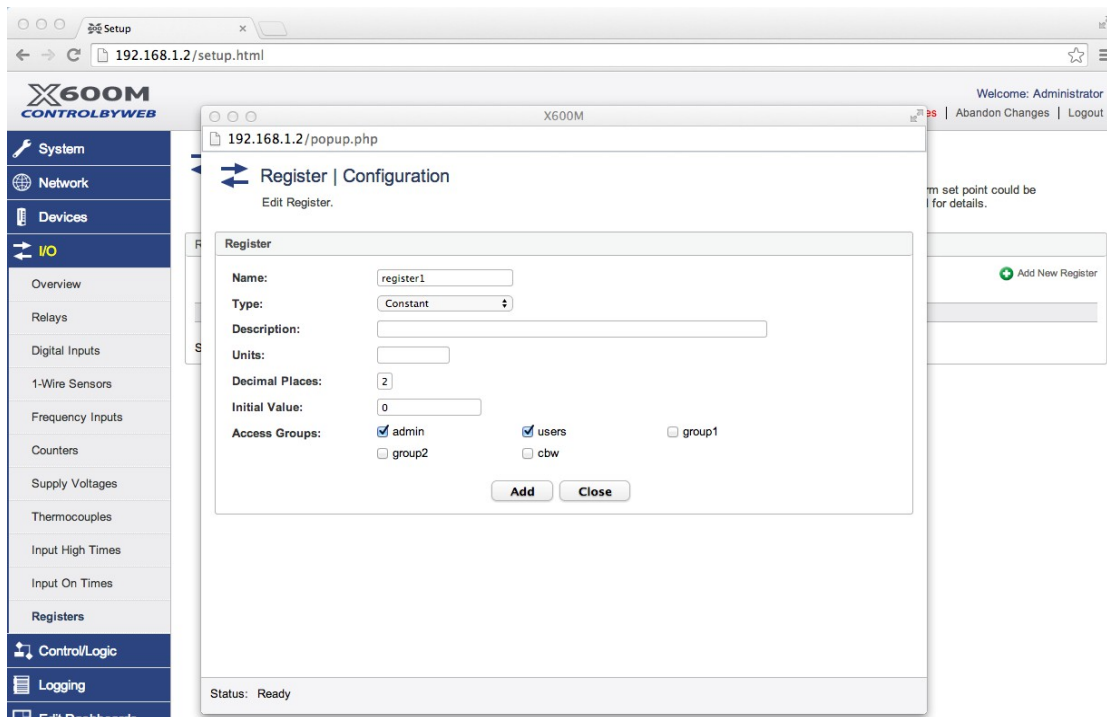 Setup
192.168.1.2/setup.html
X600M
CONTROLBYWEB
Welcome: Administrator
es | Abandon Changes | Logout
System
Network
Devices
I/O
Overview
Relays
Digital Inputs
1-Wire Sensors
Frequency Inputs
Counters
Supply Voltages
Thermocouples
Input High Times
Input On Times
Registers
Control/Logic
Logging
X600M
192.168.1.2/popup.php
Register | Configuration
Edit Register.
Register
Name: register1
Type: Constant
Description:
Units:
Decimal Places: 2
Initial Value: 0
Access Groups: admin users group1
group2 cbw
Add Close
Status: Ready
rm set point could be
for details.
Add New Register